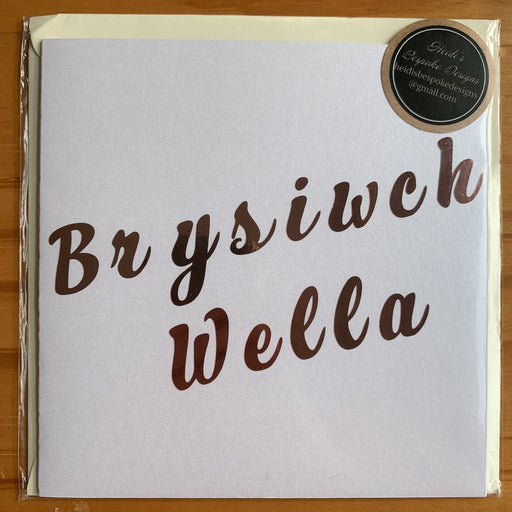 Heidi's
Bespoke Designs
heidisbespokedesigns
@gmail.com
Brysiwch
Wella